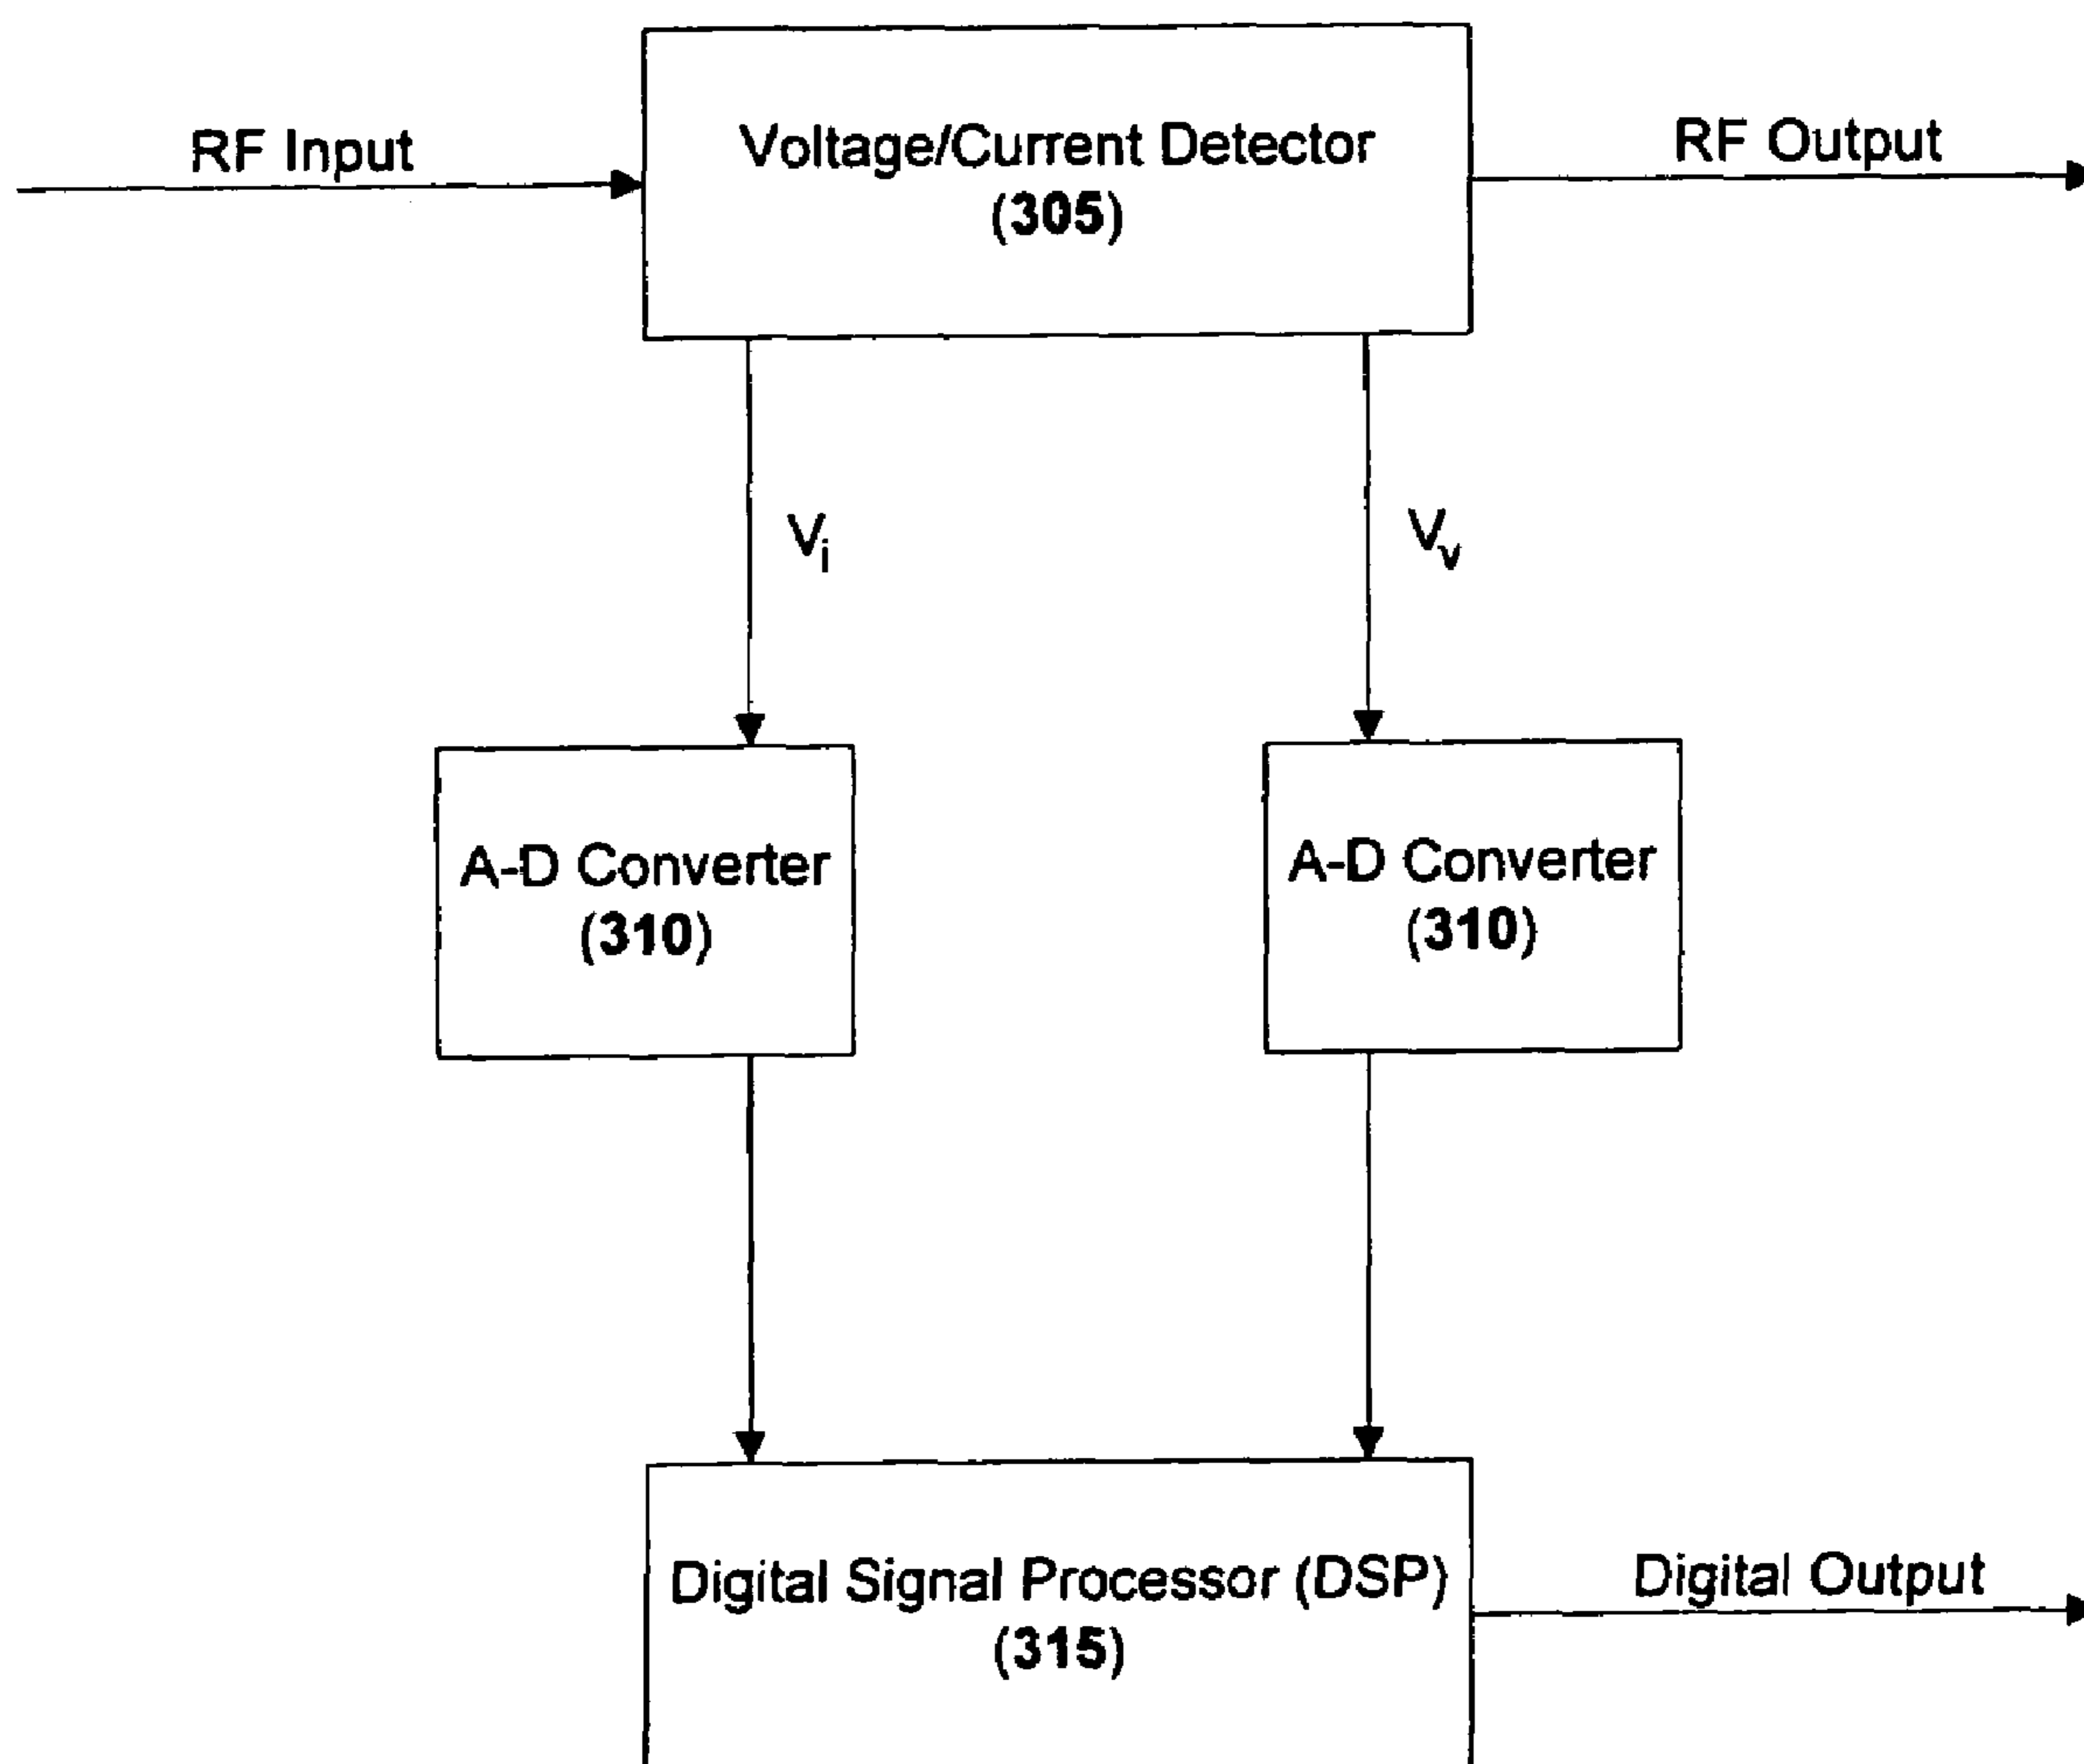 RF Input
Voltage/Current Detector
(305)
RF Output
Vi
Vv
A-D Converter
(310)
A-D Converter
(310)
Digital Signal Processor (DSP)
(315)
Digital Output